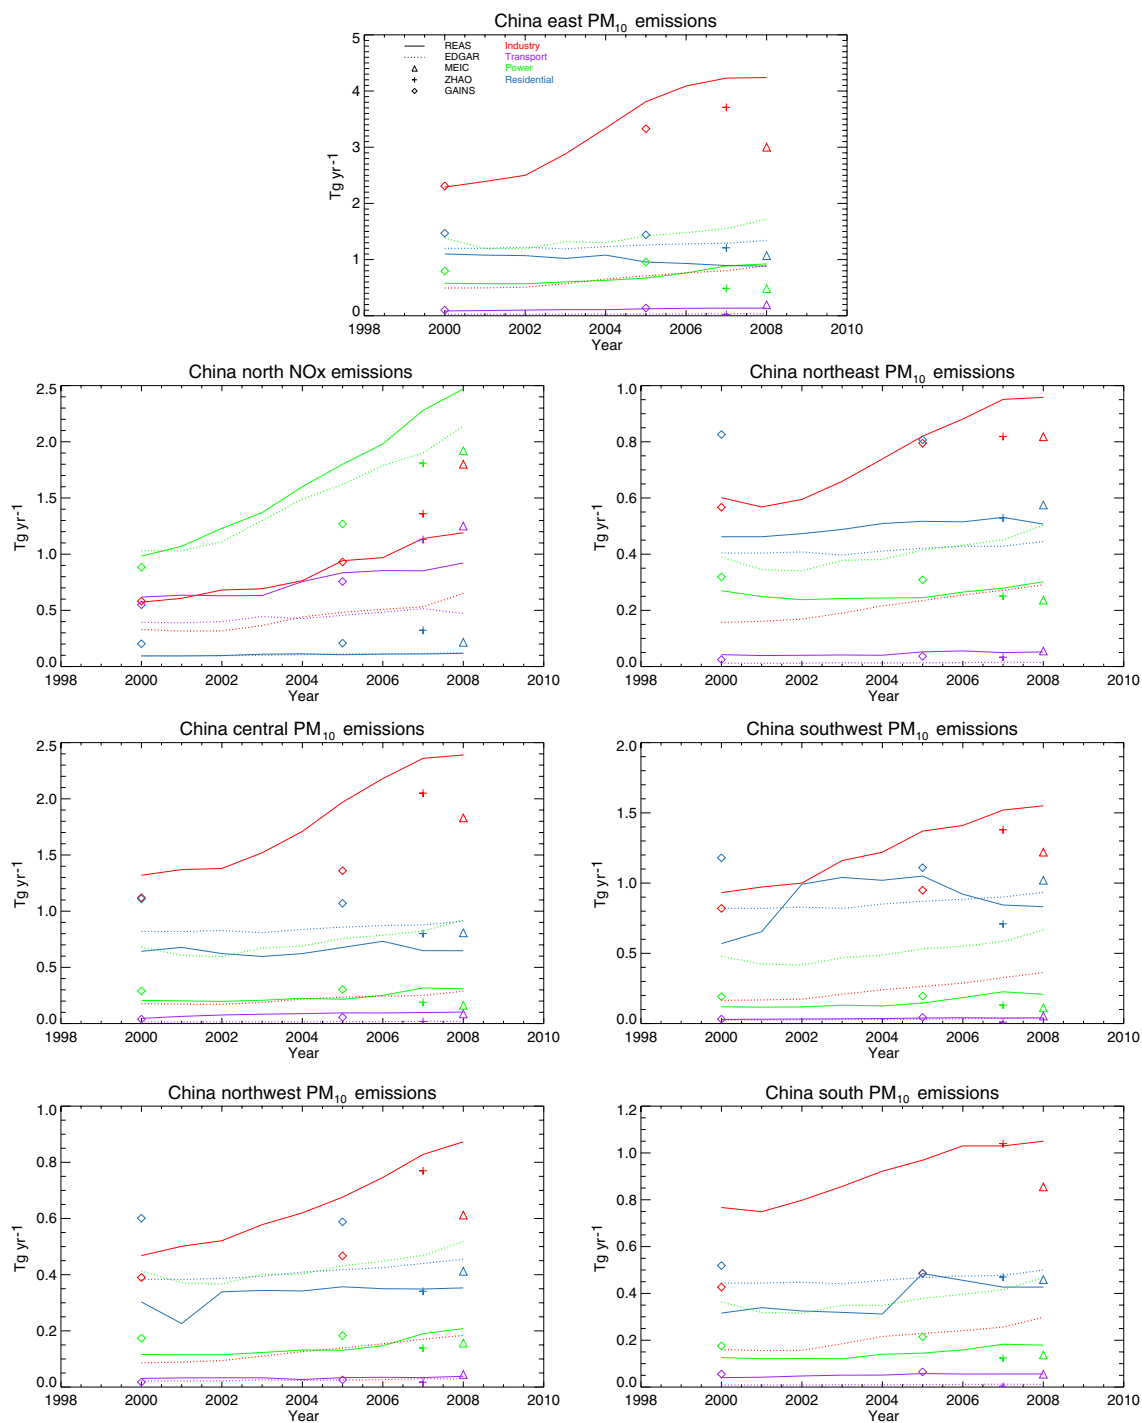 China east PM10 emissions
5
4
3
2
1
0
Tg yr-1
REAS
EDGAR
MEIC
ZHAO
GAINS
Industry
Transport
Power
Residential
1998 2000 2002 2004 2006 2008 2010
Year
China north NOx emissions
2.5
2.0
1.5
1.0
0.5
0.0
Tg yr-1
1998 2000 2002 2004 2006 2008 2010
Year
China northeast PM10 emissions
1.0
0.8
0.6
0.4
0.2
0.0
Tg yr-1
1998 2000 2002 2004 2006 2008 2010
Year
China central PM10 emissions
2.5
2.0
1.5
1.0
0.5
0.0
Tg yr-1
1998 2000 2002 2004 2006 2008 2010
Year
China southwest PM10 emissions
2.0
1.5
1.0
0.5
0.0
Tg yr-1
1998 2000 2002 2004 2006 2008 2010
Year
China northwest PM10 emissions
1.0
0.8
0.6
0.4
0.2
0.0
Tg yr-1
1998 2000 2002 2004 2006 2008 2010
Year
China south PM10 emissions
1.2
1.0
0.8
0.6
0.4
0.2
0.0
Tg yr-1
1998 2000 2002 2004 2006 2008 2010
Year